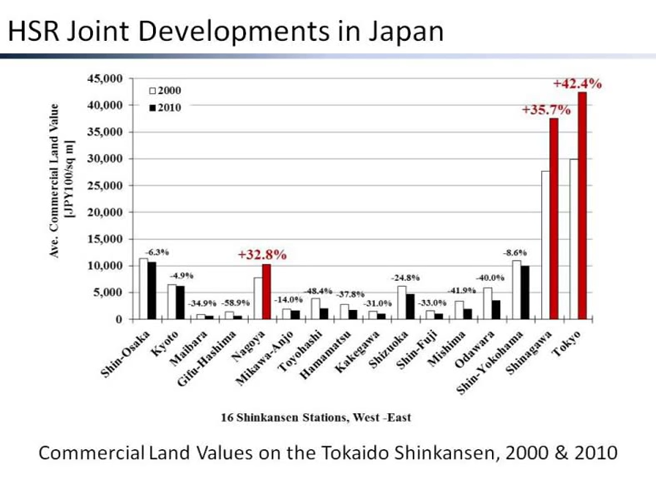 HSR Joint Developments in Japan
Ave. Commercial Land Value
[JPY100/sq m]
45,000
40,000
35,000
30,000
25,000
20,000
15,000
10,000
5,000
0
2000
2010
-6.3%
-4.9%
-34.9%
-58.9%
+32.8%
-14.0%
-48.4%
-37.8%
-31.0%
-24.8%
-33.0%
-41.9%
-40.0%
-8.6%
+35.7%
+42.4%
Shin-Osaka
Kyoto
Maibara
Gifu-Hashima
Nagoya
Mikawa-Anjo
Toyohashi
Hamamatsu
Kakegawa
Shizuoka
Shin-Fuji
Mishima
Odawara
Shin-Yokohama
Shinagawa
Tokyo
16 Shinkansen Stations, West -East
Commercial Land Values on the Tokaido Shinkansen, 2000 & 2010